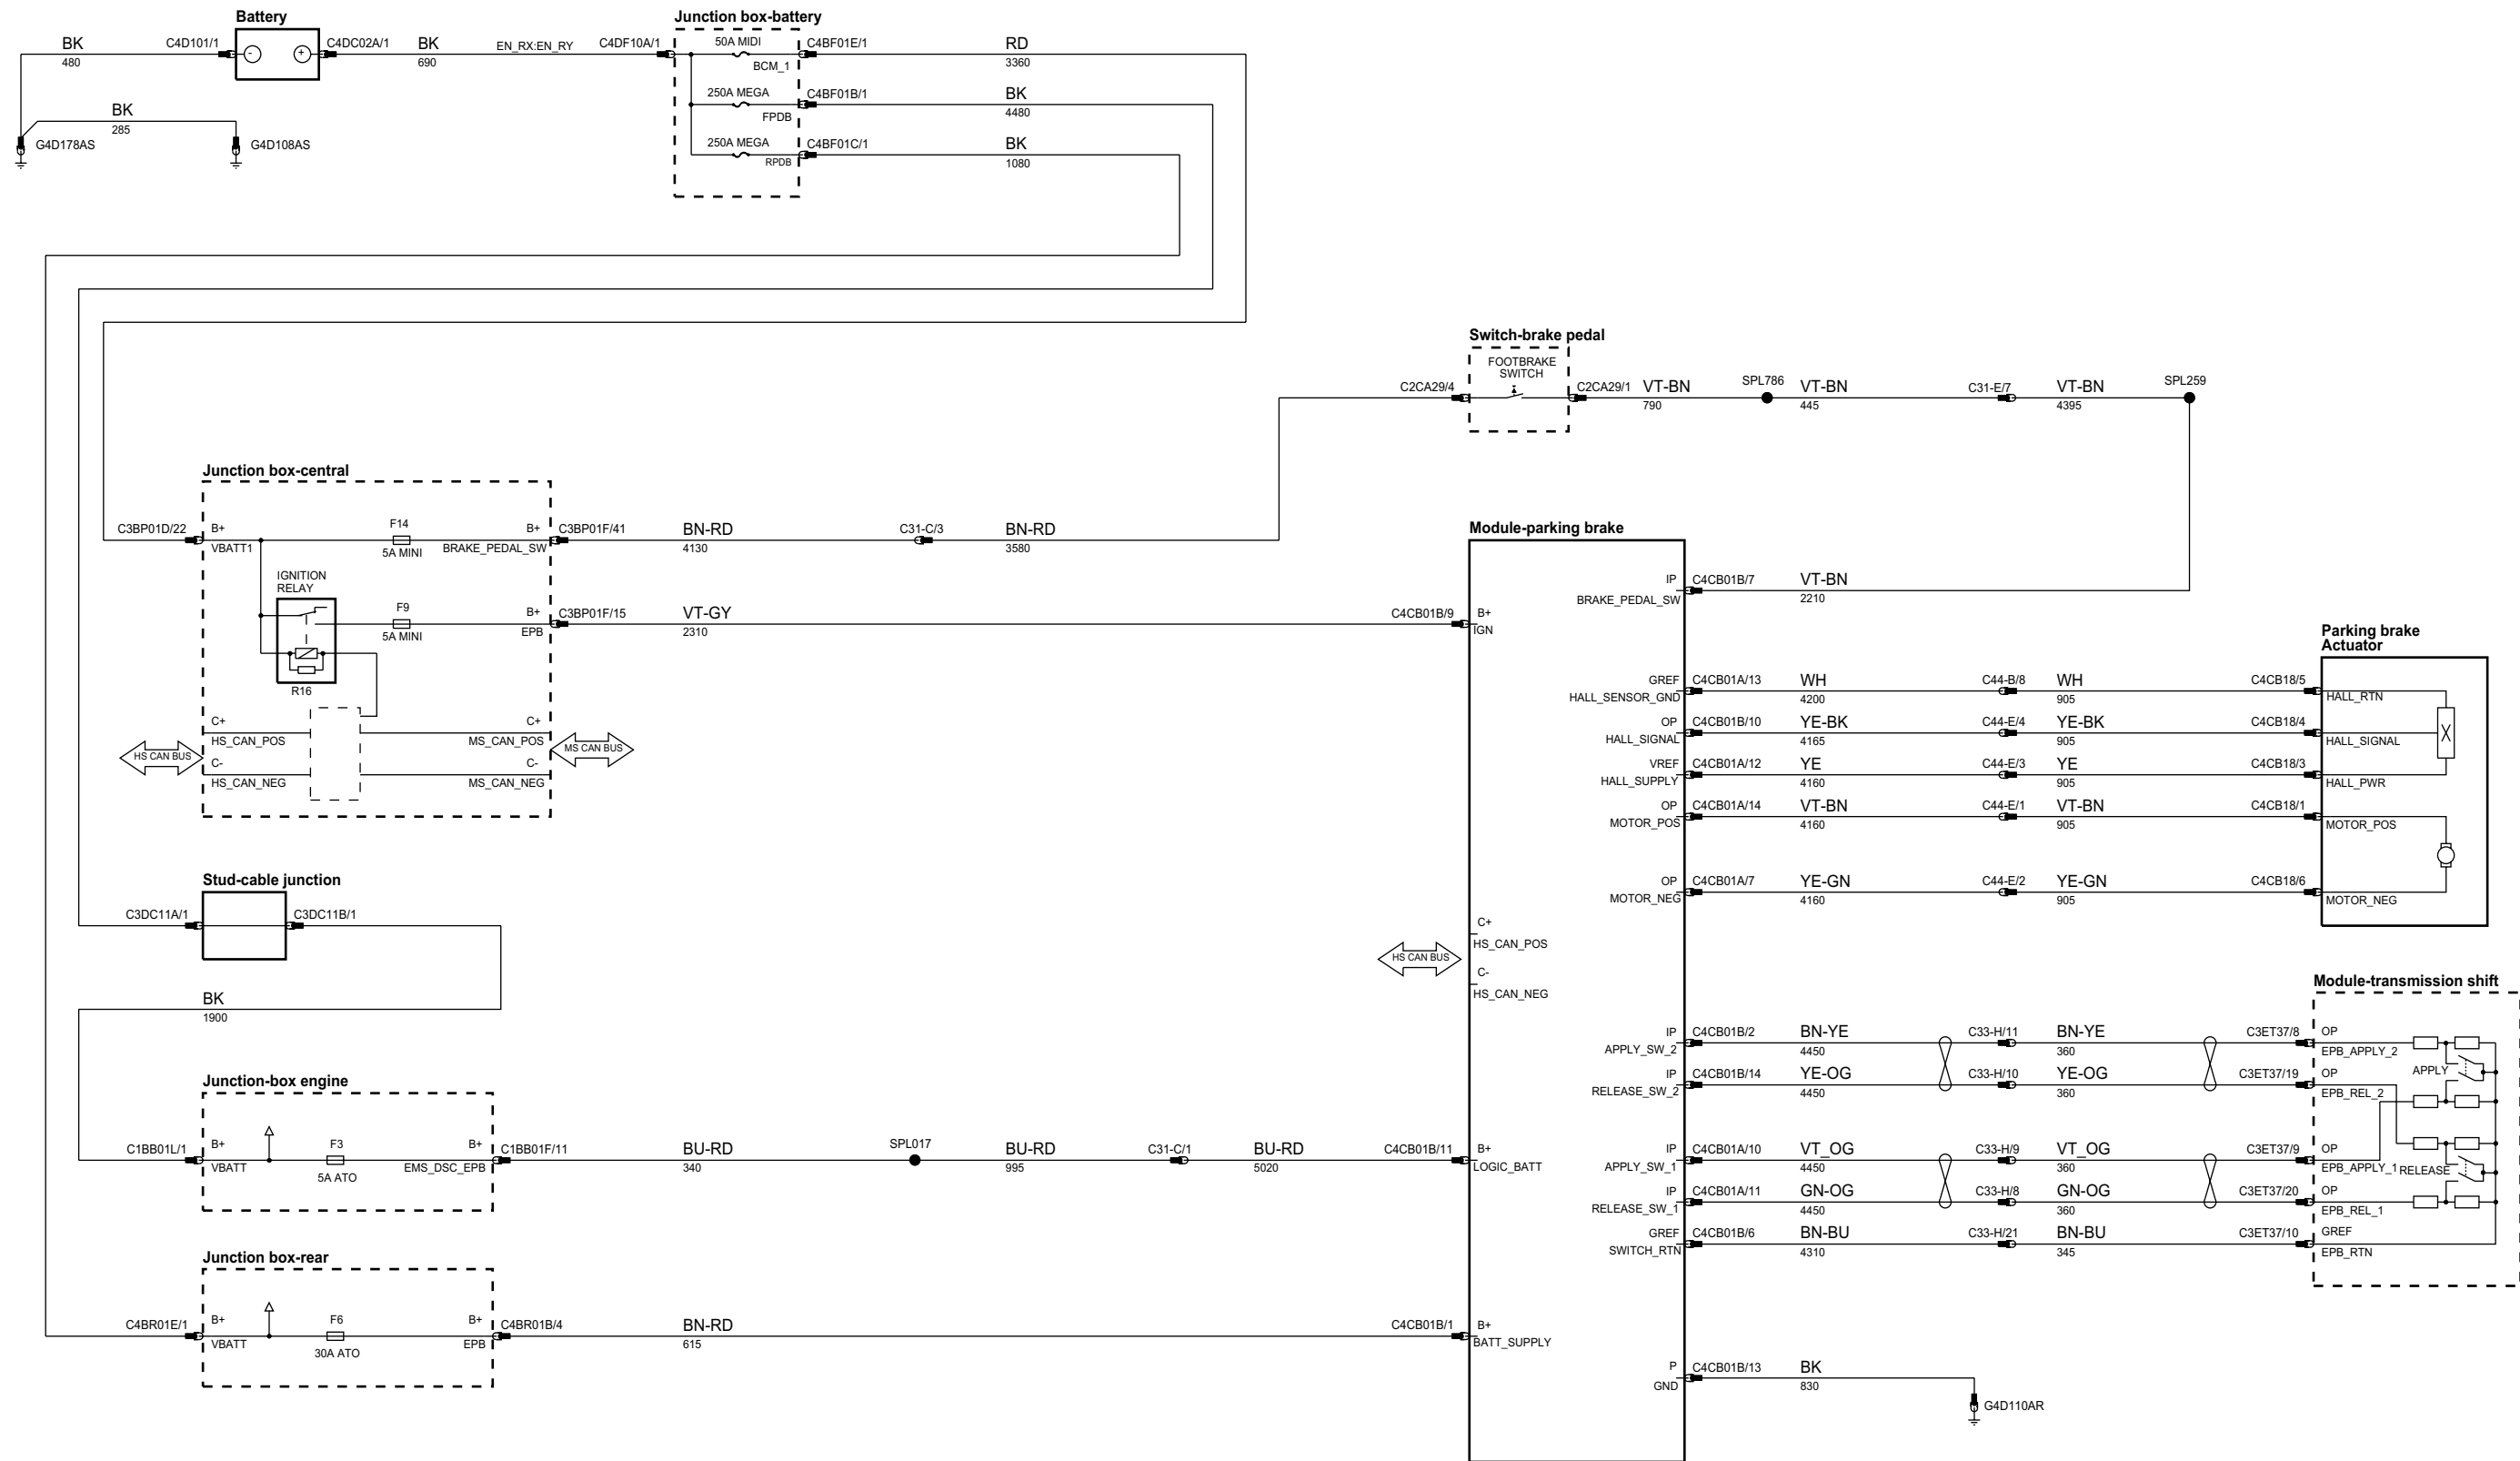 Battery
Junction box-battery
BK
480
C4D101/1
-
+
C4DC02A/1
BK
690
EN_RX:EN_RY
C4DF10A/1
50A MIDI
BCM_1
C4BF01E/1
RD
3360
250A MEGA
FPDB
C4BF01B/1
BK
4480
250A MEGA
RPDB
C4BF01C/1
BK
1080
BK
285
G4D178AS
G4D108AS
Switch-brake pedal
FOOTBRAKE
SWITCH
C2CA29/4
C2CA29/1
VT-BN
790
SPL786
VT-BN
445
C31-E/7
VT-BN
4395
SPL259
Junction box-central
C3BP01D/22
B+
VBATT1
F14
5A MINI
B+
BRAKE_PEDAL_SW
C3BP01F/41
BN-RD
4130
C31-C/3
BN-RD
3580
IGNITION
RELAY
R16
F9
5A MINI
B+
EPB
C3BP01F/15
VT-GY
2310
C4CB01B/9
B+
IGN
C+
HS_CAN_POS
C-
HS_CAN_NEG
HS CAN BUS
C+
MS_CAN_POS
C-
MS_CAN_NEG
MS CAN BUS
Module-parking brake
IP
BRAKE_PEDAL_SW
C4CB01B/7
VT-BN
2210
Parking brake
Actuator
GREF
HALL_SENSOR_GND
C4CB01A/13
WH
4200
C44-B/8
WH
905
C4CB18/5
HALL_RTN
OP
HALL_SIGNAL
C4CB01B/10
YE-BK
4165
C44-E/4
YE-BK
905
C4CB18/4
HALL_SIGNAL
VREF
HALL_SUPPLY
C4CB01A/12
YE
4160
C44-E/3
YE
905
C4CB18/3
HALL_PWR
OP
MOTOR_POS
C4CB01A/14
VT-BN
4160
C44-E/1
VT-BN
905
C4CB18/1
MOTOR_POS
OP
MOTOR_NEG
C4CB01A/7
YE-GN
4160
C44-E/2
YE-GN
905
C4CB18/6
MOTOR_NEG
Stud-cable junction
C3DC11A/1
C3DC11B/1
BK
1900
HS CAN BUS
C+
HS_CAN_POS
C-
HS_CAN_NEG
Module-transmission shift
IP
APPLY_SW_2
C4CB01B/2
BN-YE
4450
C33-H/11
BN-YE
360
C3ET37/8
OP
EPB_APPLY_2
APPLY
IP
RELEASE_SW_2
C4CB01B/14
YE-OG
4450
C33-H/10
YE-OG
360
C3ET37/19
OP
EPB_REL_2
Junction-box engine
C1BB01L/1
B+
VBATT
F3
5A ATO
B+
EMS_DSC_EPB
C1BB01F/11
BU-RD
340
SPL017
BU-RD
995
C31-C/1
BU-RD
5020
C4CB01B/11
B+
LOGIC_BATT
IP
APPLY_SW_1
C4CB01A/10
VT_OG
4450
C33-H/9
VT_OG
360
C3ET37/9
OP
EPB_APPLY_1
RELEASE
IP
RELEASE_SW_1
C4CB01A/11
GN-OG
4450
C33-H/8
GN-OG
360
C3ET37/20
OP
EPB_REL_1
GREF
SWITCH_RTN
C4CB01B/6
BN-BU
4310
C33-H/21
BN-BU
345
C3ET37/10
GREF
EPB_RTN
Junction box-rear
C4BR01E/1
B+
VBATT
F6
30A ATO
B+
EPB
C4BR01B/4
BN-RD
615
C4CB01B/1
B+
BATT_SUPPLY
P
GND
C4CB01B/13
BK
830
G4D110AR